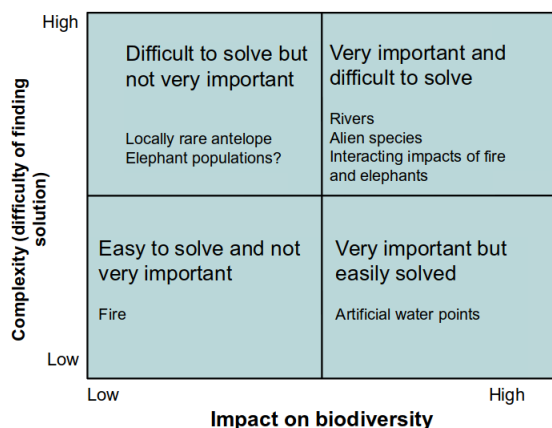 High
Difficult to solve but
not very important
Locally rare antelope
Elephant populations?
Very important and
difficult to solve
Rivers
Alien species
Interacting impacts of fire
and elephants
Complexity (difficulty of finding
solution)
Easy to solve and not
very important
Fire
Very important but
easily solved
Artificial water points
Low
Low
High
Impact on biodiversity